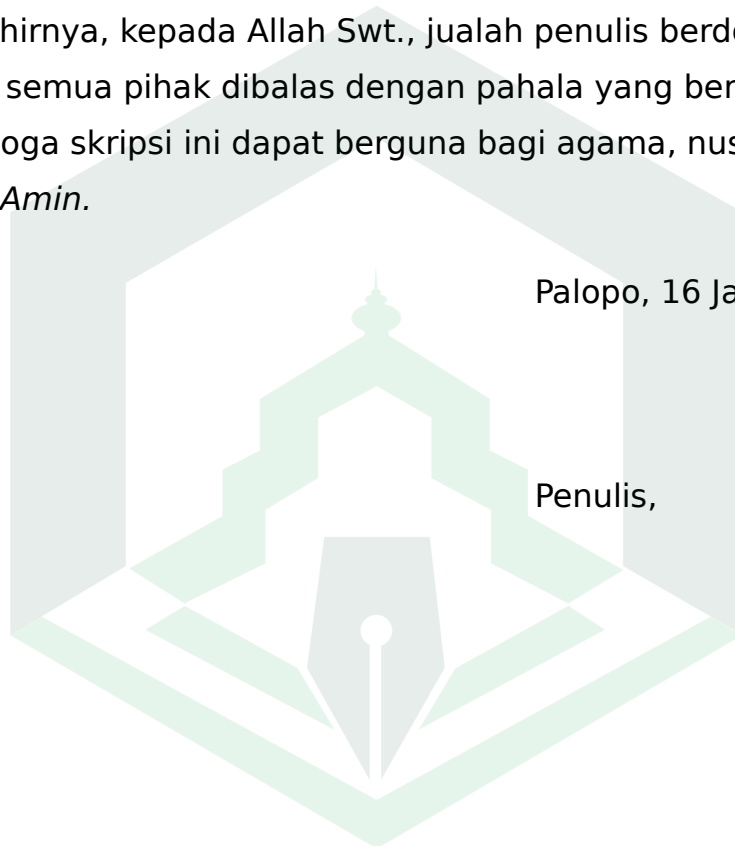 hirnya, kepada Allah Swt., jualah penulis berdo
semua pihak dibalas dengan pahala yang ber
oga skripsi ini dapat berguna bagi agama, nus
Amin.
Palopo, 16 Ja
Penulis,